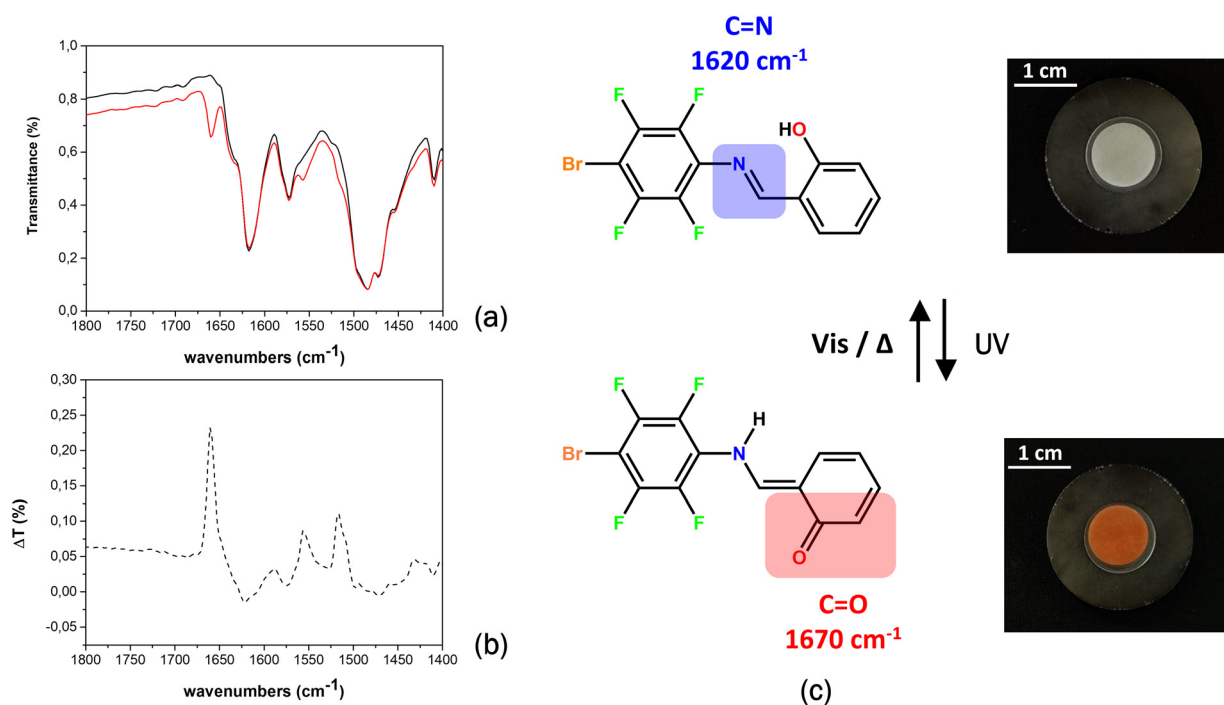 1,0
0,8
0,6
0,4
0,2
0,0
Transmittance (%)
1800 1750 1700 1650 1600 1550 1500 1450 1400
wavenumbers (cm⁻¹)
(a)
0,30
0,25
0,20
0,15
0,10
0,05
0,00
-0,05
ΔT (%)
1800 1750 1700 1650 1600 1550 1500 1450 1400
wavenumbers (cm⁻¹)
(b)
C=N
1620 cm⁻¹
F F
HO
Br N
F F
1 cm
Vis / Δ UV
F F H
Br N
F F
O
C=O
1670 cm⁻¹
1 cm
(c)